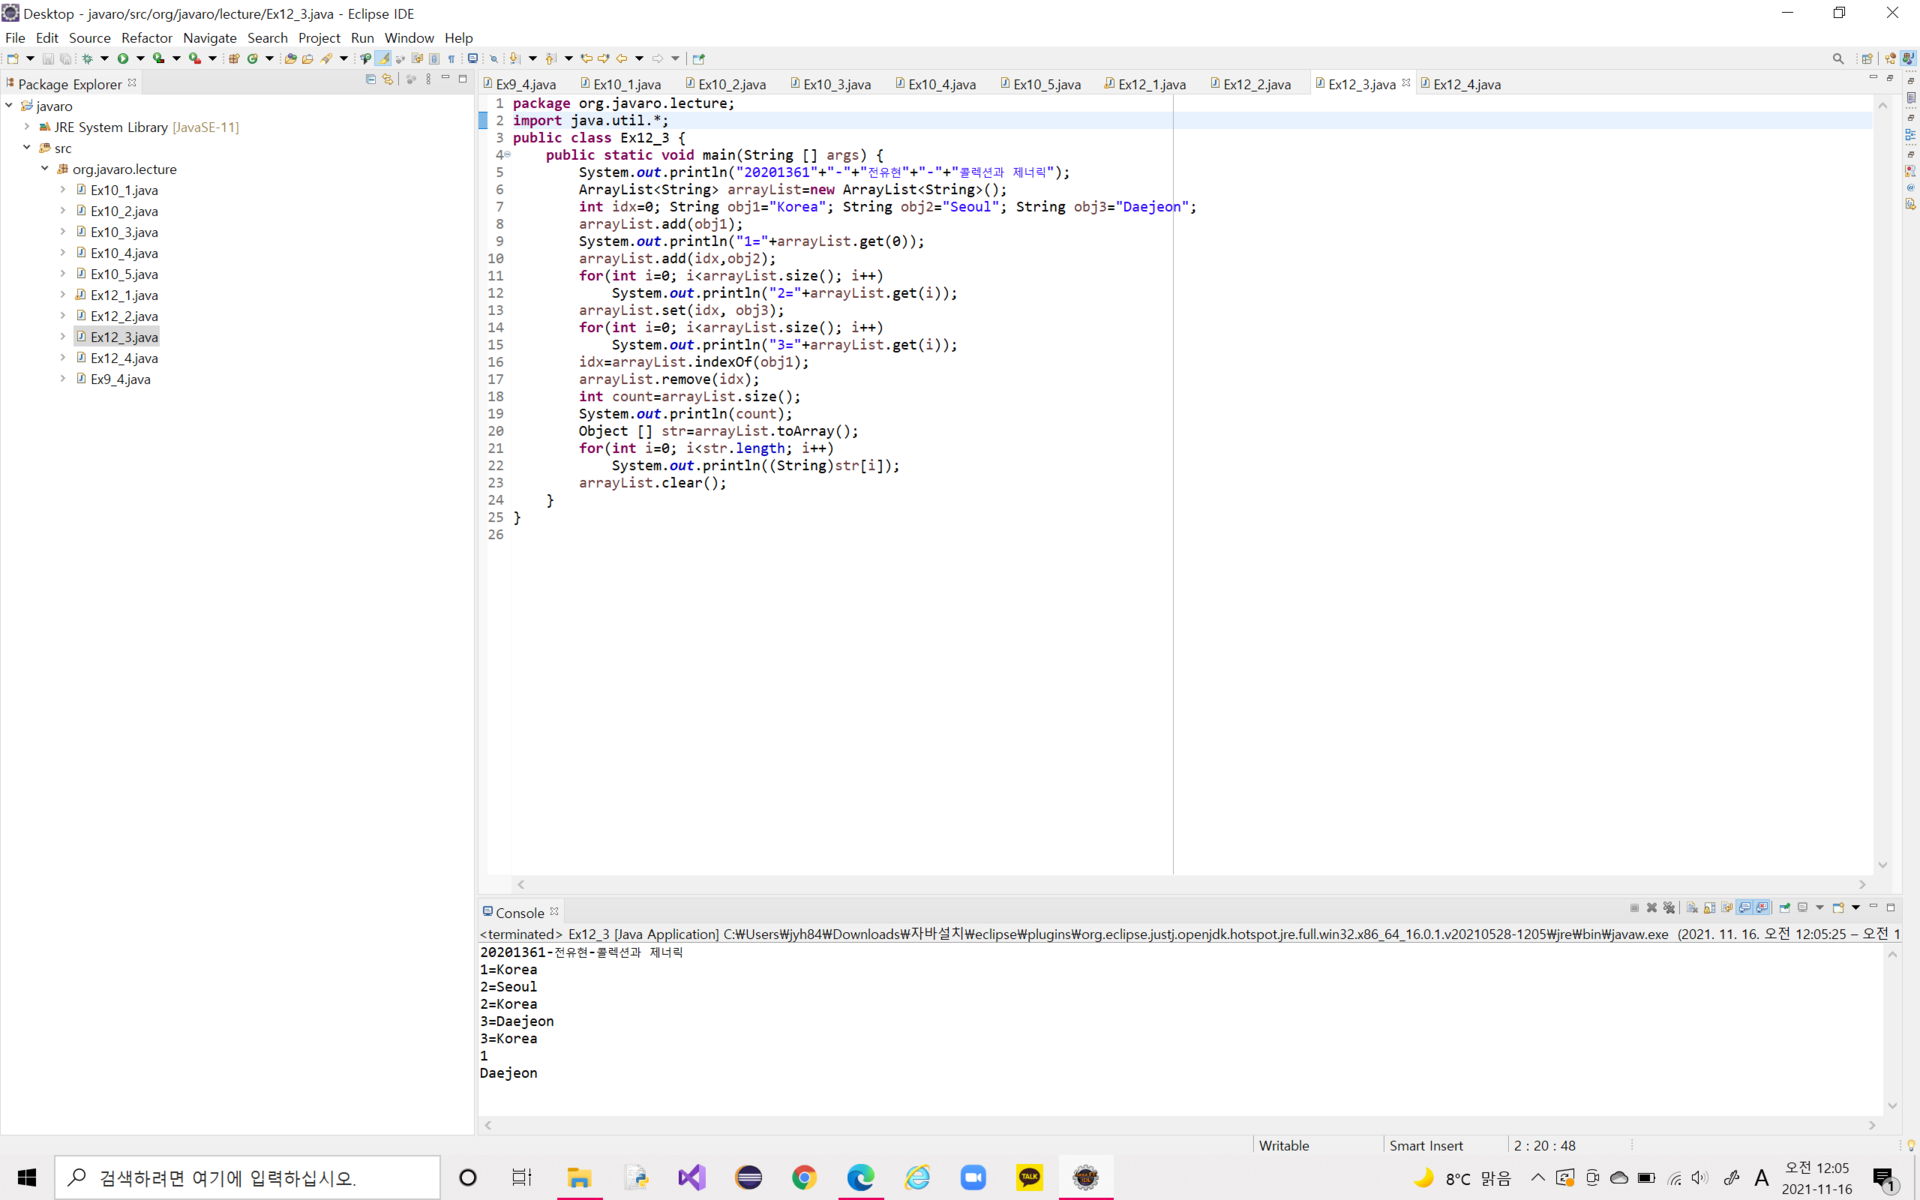 Desktop - javaro/src/org/javaro/lecture/Ex12_3.java - Eclipse IDE
File Edit Source Refactor Navigate Search Project Run Window Help
Package Explorer
javaro
JRE System Library [JavaSE-11]
src
org.javaro.lecture
Ex10_1.java
Ex10_2.java
Ex10_3.java
Ex10_4.java
Ex10_5.java
Ex12_1.java
Ex12_2.java
Ex12_3.java
Ex12_4.java
Ex9_4.java
Ex9_4.java Ex10_1.java Ex10_2.java Ex10_3.java Ex10_4.java Ex10_5.java Ex12_1.java Ex12_2.java Ex12_3.java Ex12_4.java
1 package org.javaro.lecture;
2 import java.util.*;
3 public class Ex12_3 {
4 public static void main(String [] args) {
5 System.out.println("20201361"+"-"+"전유현"+"-"+"콜렉션과 제너릭");
6 ArrayList<String> arrayList=new ArrayList<String>();
7 int idx=0; String obj1="Korea"; String obj2="Seoul"; String obj3="Daejeon";
8 arrayList.add(obj1);
9 System.out.println("1="+arrayList.get(0));
10 arrayList.add(idx,obj2);
11 for(int i=0; i<arrayList.size(); i++)
12 System.out.println("2="+arrayList.get(i));
13 arrayList.set(idx, obj3);
14 for(int i=0; i<arrayList.size(); i++)
15 System.out.println("3="+arrayList.get(i));
16 idx=arrayList.indexOf(obj1);
17 arrayList.remove(idx);
18 int count=arrayList.size();
19 System.out.println(count);
20 Object [] str=arrayList.toArray();
21 for(int i=0; i<str.length; i++)
22 System.out.println((String)str[i]);
23 arrayList.clear();
24 }
25 }
26
Console
<terminated> Ex12_3 [Java Application] C:₩Users₩jyh84₩Downloads₩자바설치₩eclipse₩plugins₩org.eclipse.justj.openjdk.hotspot.jre.full.win32.x86_64_16.0.1.v20210528-1205₩jre₩bin₩javaw.exe (2021. 11. 16. 오전 12:05:25 – 오전 1
20201361-전유현-콜렉션과 제너릭
1=Korea
2=Seoul
2=Korea
3=Daejeon
3=Korea
1
Daejeon
Writable Smart Insert 2 : 20 : 48
검색하려면 여기에 입력하십시오.
TALK
8°C 맑음
A
오전 12:05
2021-11-16
1